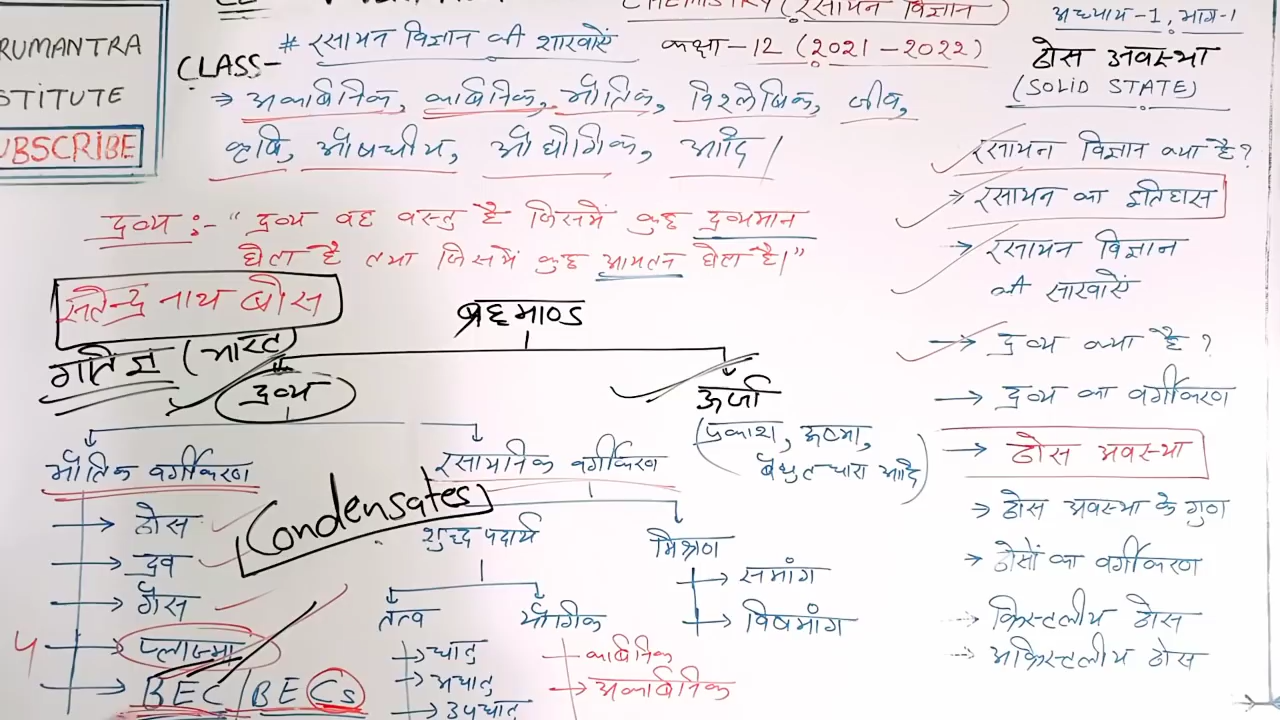 CHEMISTRY (रसायन विज्ञान)
अध्याय-1, भाग-1
RUMANTRA
STITUTE
UBSCRIBE
CLASS-
# रसायन विज्ञान की शाखाएँ
कक्षा-12 (2021-2022)
ठोस अवस्था
(SOLID STATE)
→ अकार्बनिक, कार्बनिक, भौतिक, विश्लेषिक, जीव,
कृषि, औषधीय, औद्योगिक, आदि।
रसायन विज्ञान क्या है?
→ रसायन का इतिहास
→ रसायन विज्ञान
की शाखाएँ
→ द्रव्य क्या है?
→ द्रव्य का वर्गीकरण
→ ठोस अवस्था
→ ठोस अवस्था के गुण
→ ठोसों का वर्गीकरण
→ क्रिस्टलीय ठोस
→ अक्रिस्टलीय ठोस
द्रव्य :- "द्रव्य वह वस्तु है जिसमें कुछ द्रव्यमान
होता है तथा जिसमें कुछ आयतन होता है।"
सतेन्द्र नाथ बोस
गतिज्ञ (भारत)
ब्रह्माण्ड
द्रव्य
ऊर्जा
(प्रकाश, ऊष्मा,
वैधुत धारा आदि)
भौतिक वर्गीकरण
रसायनिक वर्गीकरण
→ ठोस
→ द्रव
→ गैस
→ प्लाज्मा
→ BEC/BECs
Condensates
शुद्ध पदार्थ
मिश्रण
→ समांग
→ विषमांग
तत्व
यौगिक
→ धातु
→ अधातु
→ उपधातु
कार्बनिक
→ अकार्बनिक